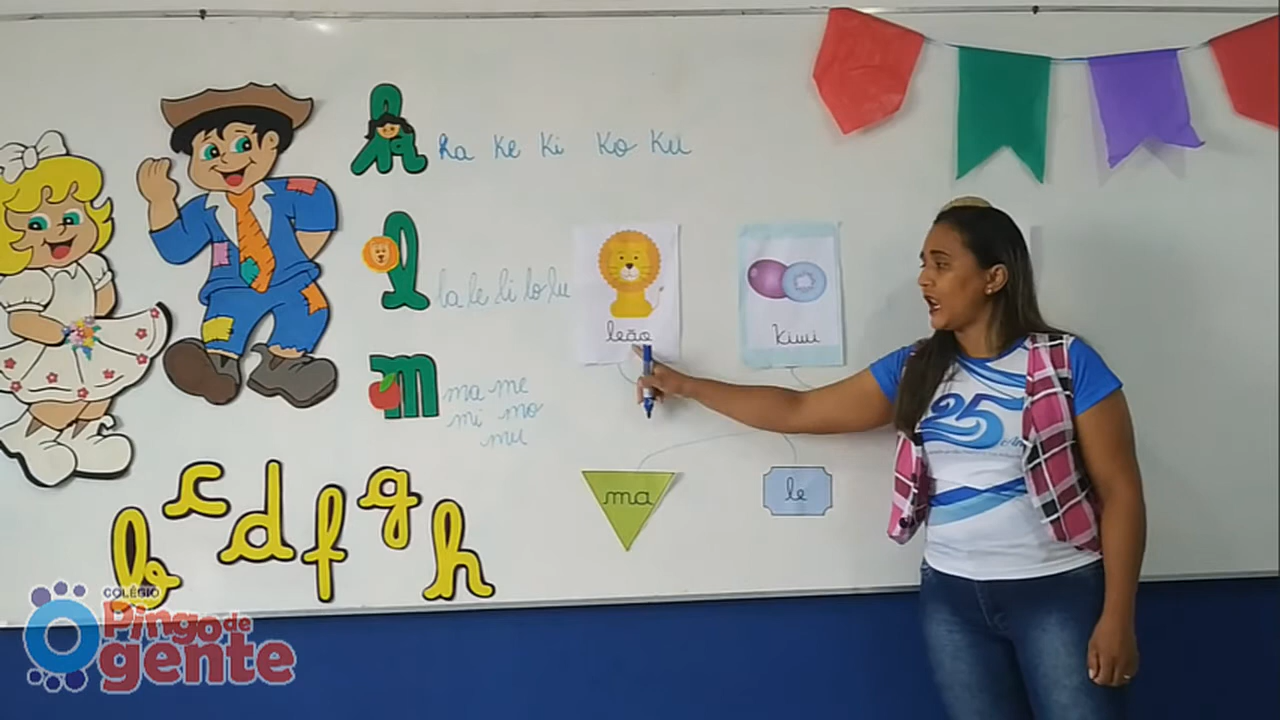 k ka ke ki ko ku
l la le li lo lu
m ma me
mi mo
mu
leão
kiwi
ma
le
b c d f g h
25
COLÉGIO
Pingo de
gente